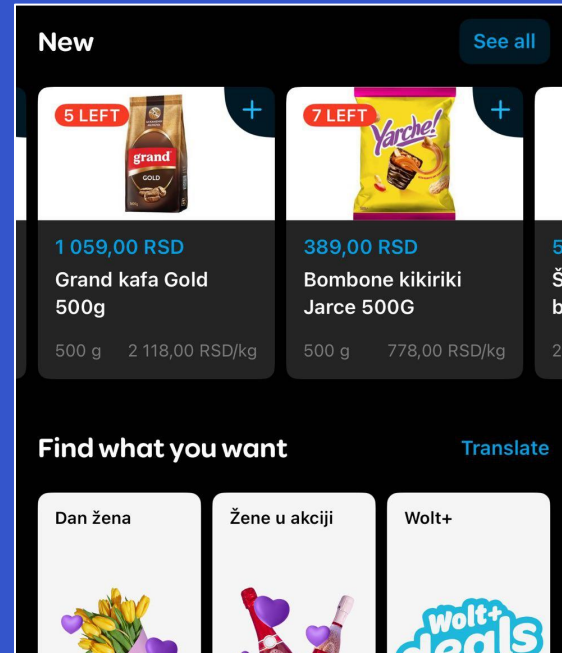 New
See all
5 LEFT
grand
GOLD
+
7 LEFT
Yarche!
+
1 059,00 RSD
Grand kafa Gold
500g
500 g
2 118,00 RSD/kg
389,00 RSD
Bombone kikiriki
Jarce 500G
500 g
778,00 RSD/kg
5
Š
b
2
Find what you want
Translate
Dan žena
Žene u akciji
Wolt+
Wolt+
deals